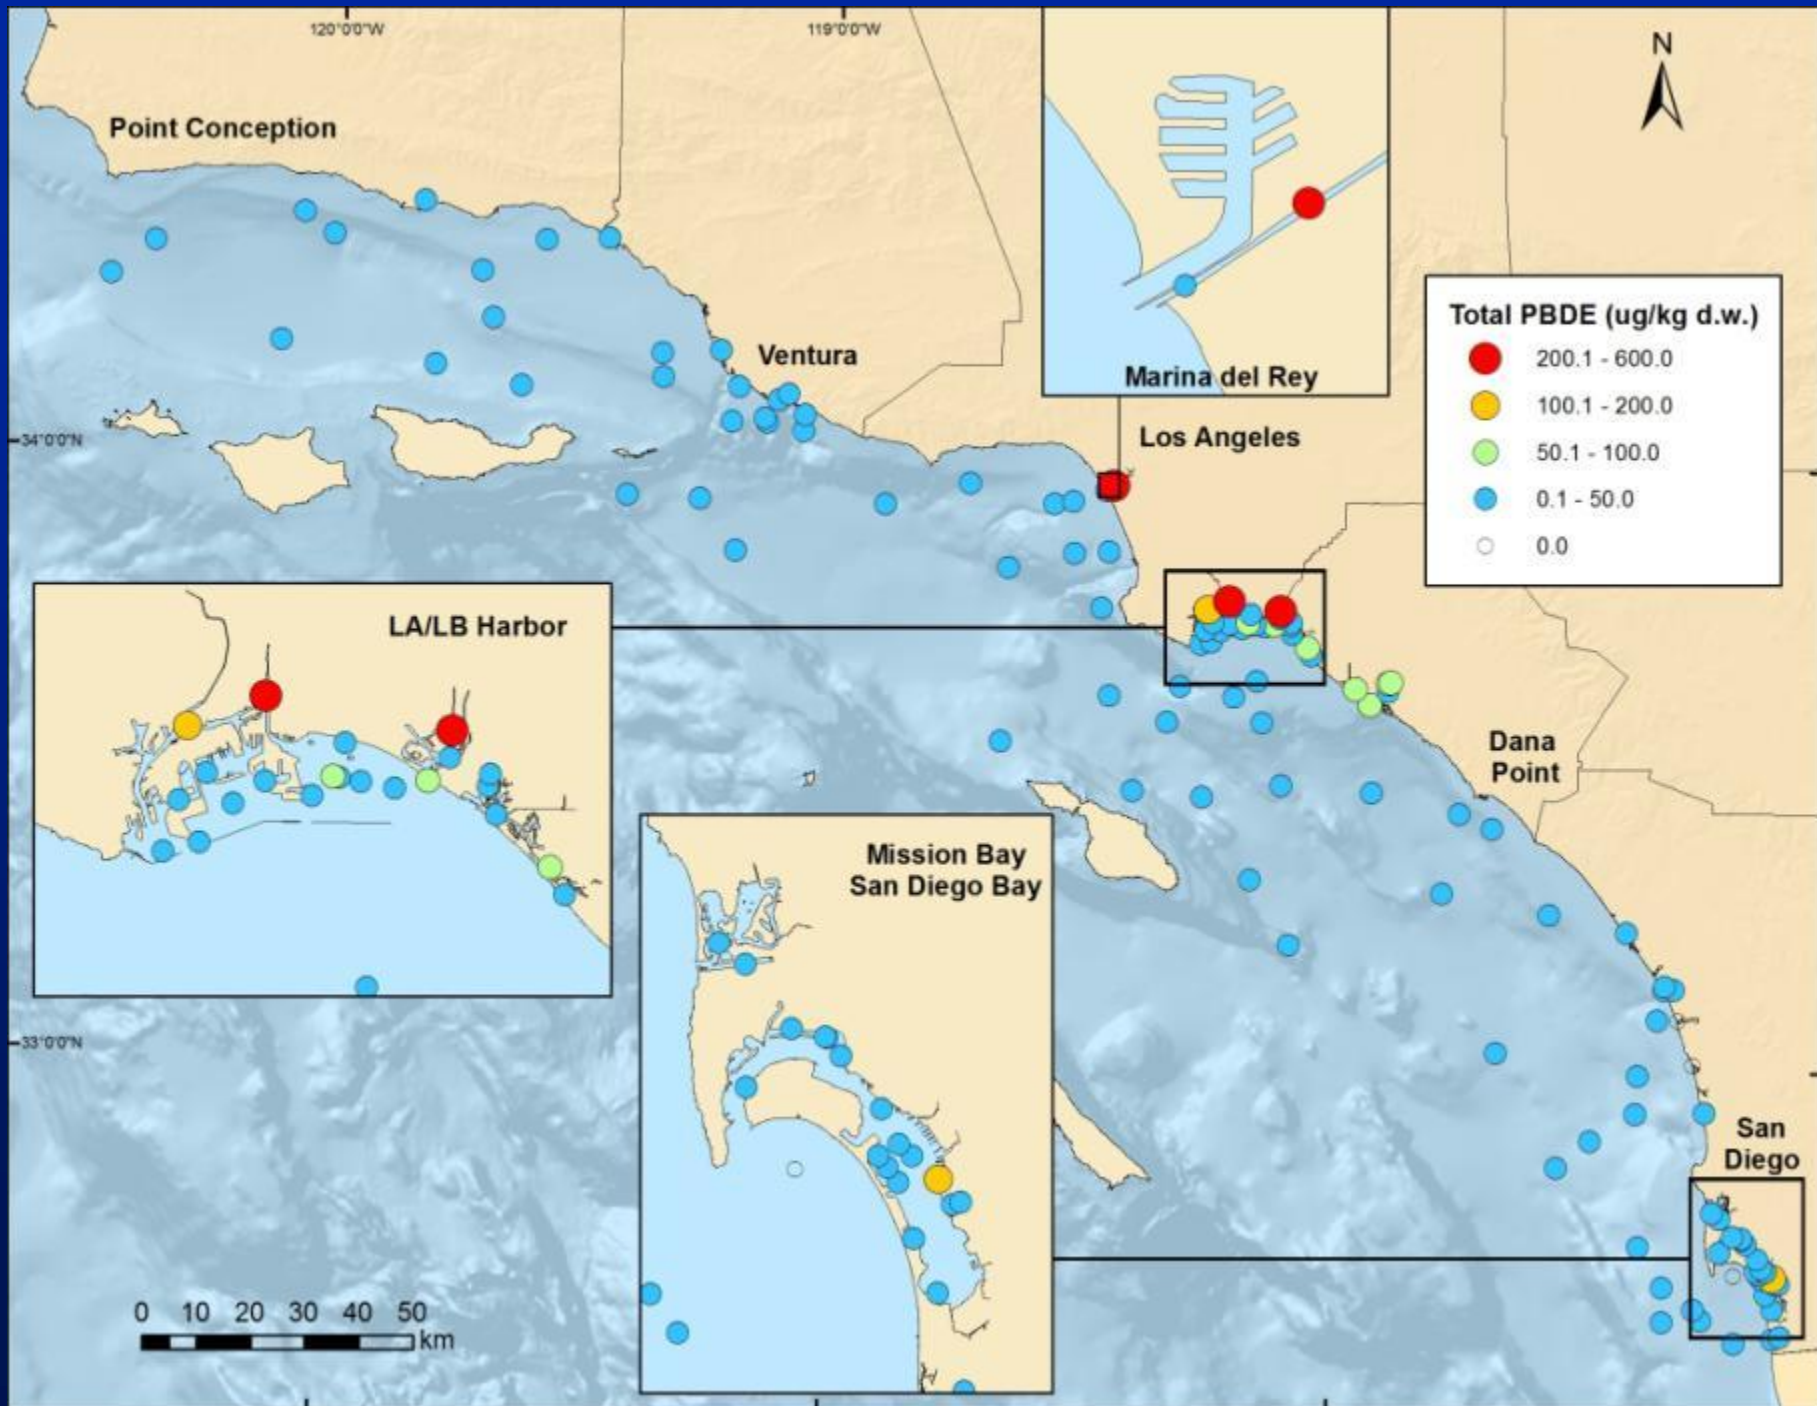 120°0'0"W
119°0'0"W
N
Point Conception
Ventura
Marina del Rey
Los Angeles
34°0'0"N
Total PBDE (ug/kg d.w.)
200.1 - 600.0
100.1 - 200.0
50.1 - 100.0
0.1 - 50.0
0.0
LA/LB Harbor
Dana
Point
Mission Bay
San Diego Bay
33°0'0"N
San
Diego
0 10 20 30 40 50
km